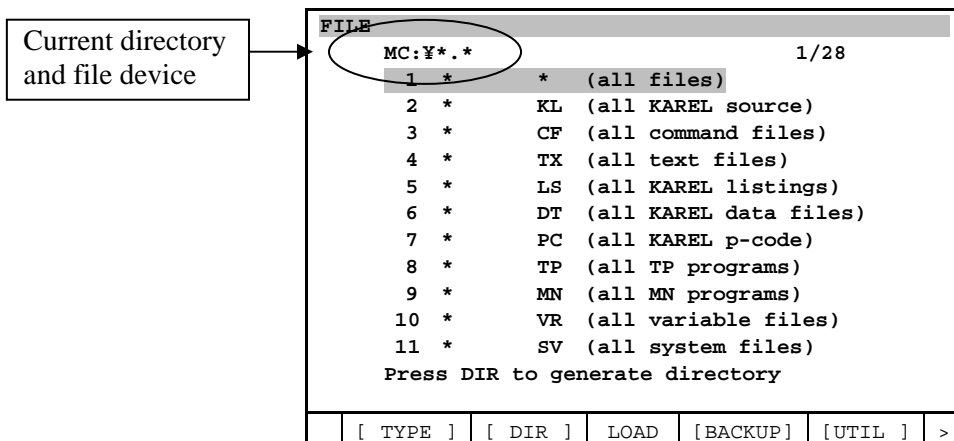 Current directory
and file device
FILE
MC:¥*.* 1/28
1 * * (all files)
2 * KL (all KAREL source)
3 * CF (all command files)
4 * TX (all text files)
5 * LS (all KAREL listings)
6 * DT (all KAREL data files)
7 * PC (all KAREL p-code)
8 * TP (all TP programs)
9 * MN (all MN programs)
10 * VR (all variable files)
11 * SV (all system files)
Press DIR to generate directory
[ TYPE ] [ DIR ] LOAD [BACKUP] [UTIL ] >